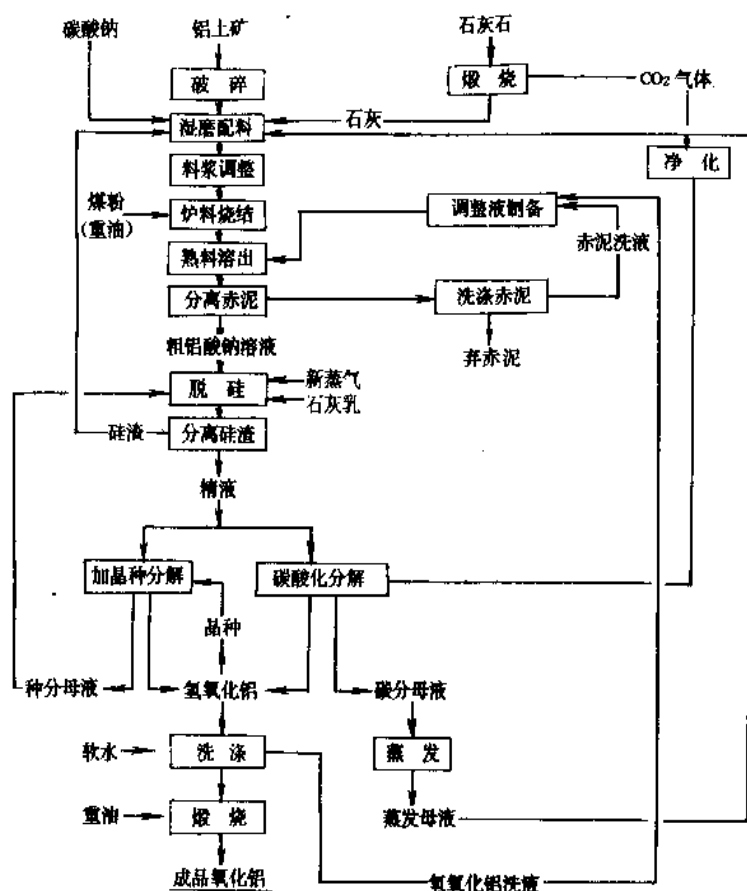 碳酸钠
铝土矿
石灰石
破碎
煅烧
CO₂气体
石灰
湿磨配料
净化
料浆调整
煤粉
(重油)
炉料烧结
调整液制备
赤泥洗液
熟料溶出
分离赤泥
洗涤赤泥
粗铝酸钠溶液
弃赤泥
脱硅
新蒸气
石灰乳
硅渣
分离硅渣
精液
加晶种分解
碳酸化分解
晶种
种分母液
氢氧化铝
碳分母液
软水
洗涤
蒸发
重油
煅烧
蒸发母液
成品氧化铝
氢氧化铝洗液